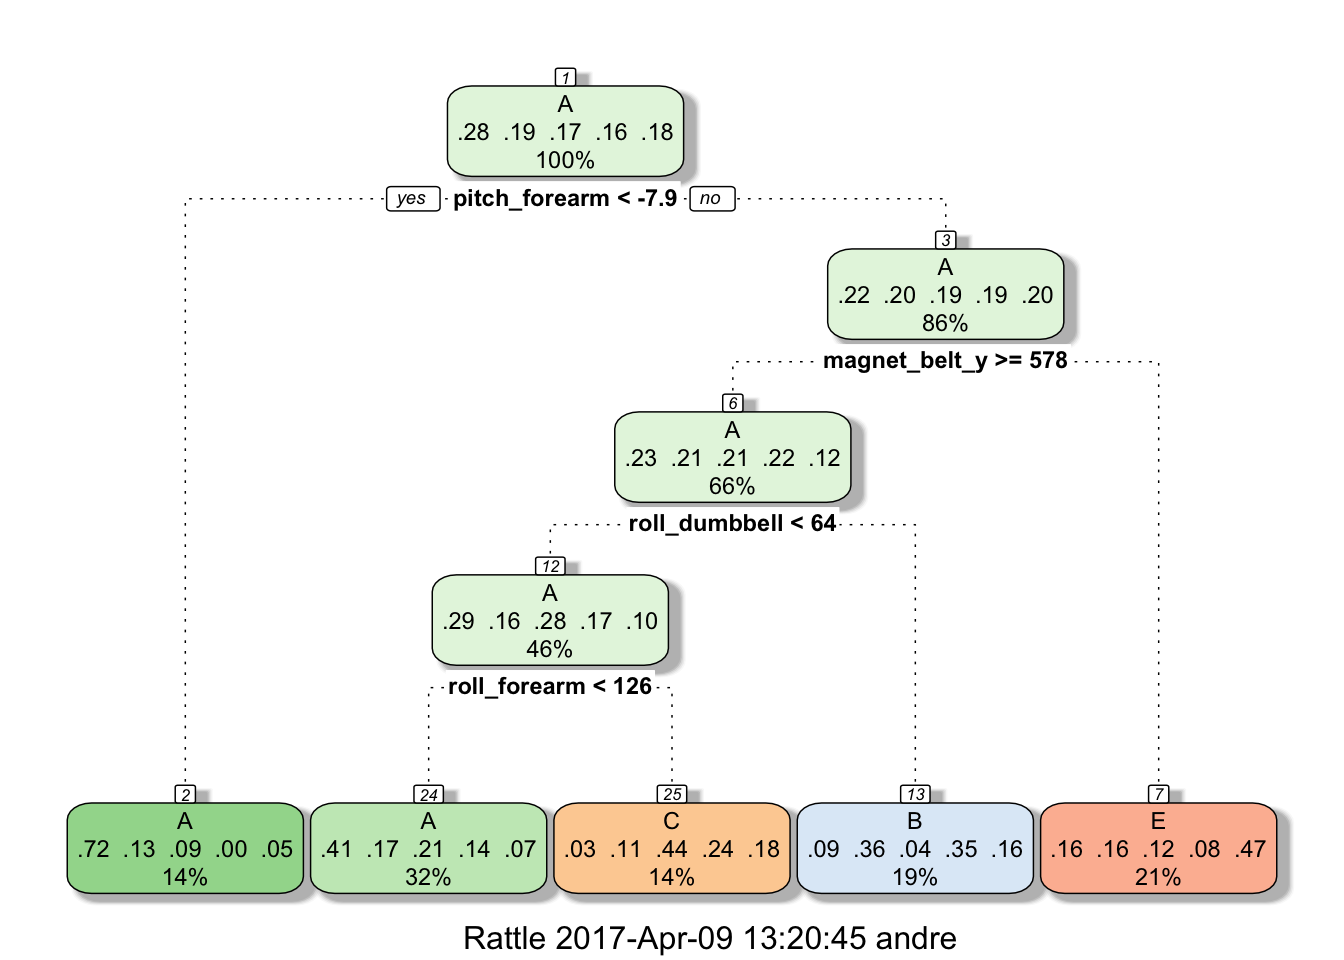 1
A
.28 .19 .17 .16 .18
100%
yes pitch_forearm < -7.9 no
3
A
.22 .20 .19 .19 .20
86%
magnet_belt_y >= 578
6
A
.23 .21 .21 .22 .12
66%
roll_dumbbell < 64
12
A
.29 .16 .28 .17 .10
46%
roll_forearm < 126
2
A
.72 .13 .09 .00 .05
14%
24
A
.41 .17 .21 .14 .07
32%
25
C
.03 .11 .44 .24 .18
14%
13
B
.09 .36 .04 .35 .16
19%
7
E
.16 .16 .12 .08 .47
21%
Rattle 2017-Apr-09 13:20:45 andre